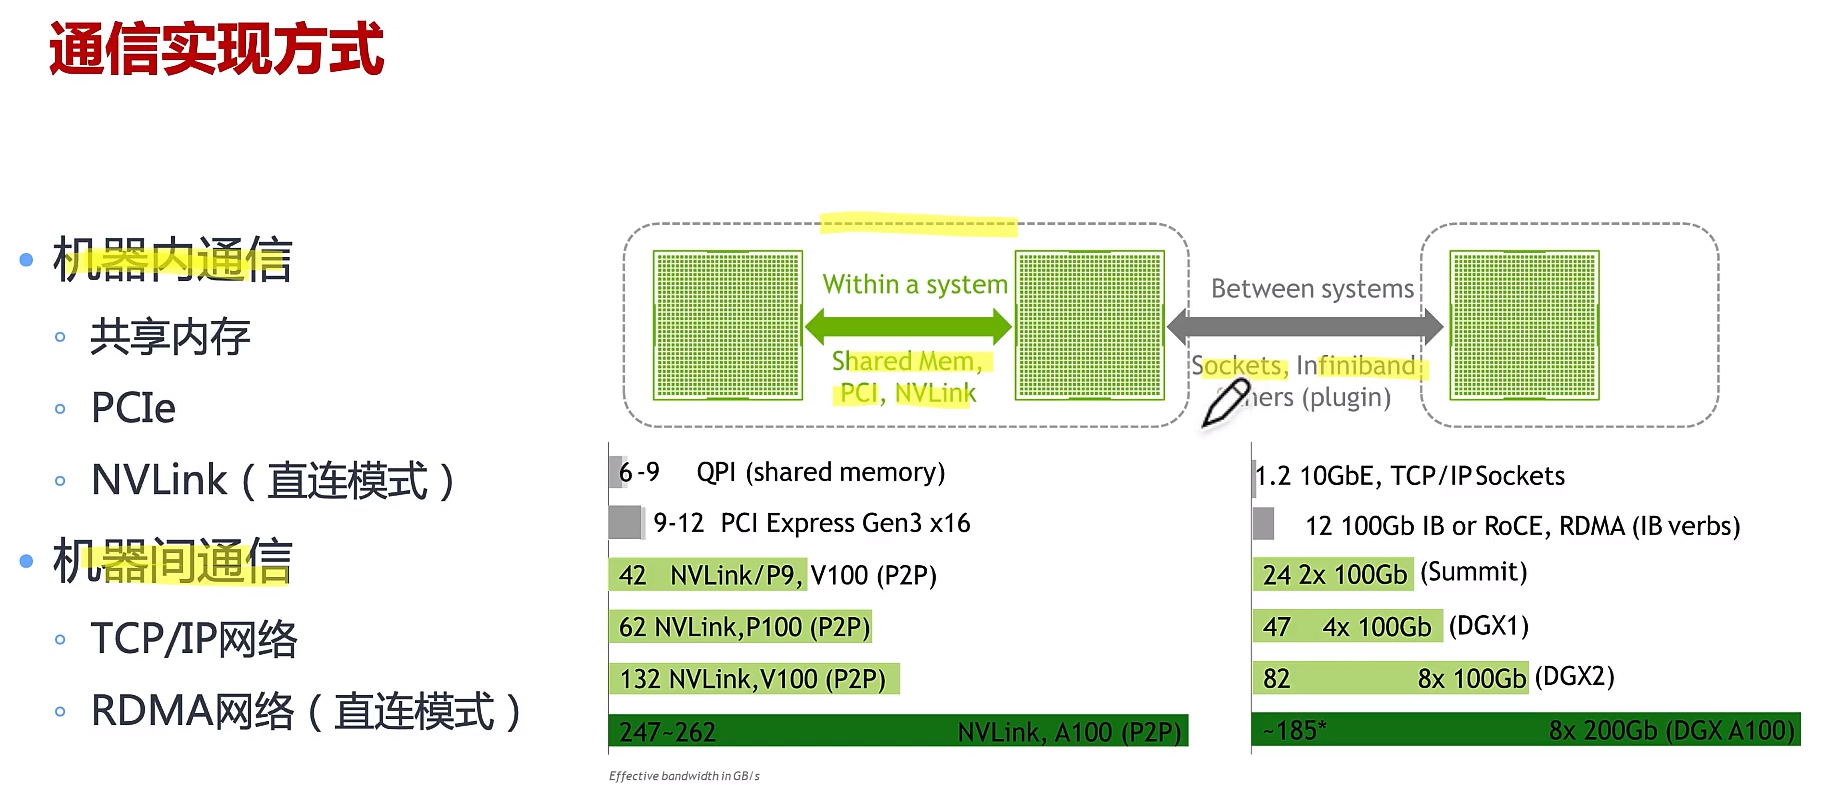 通信实现方式
机器内通信
共享内存
PCIe
NVLink（直连模式）
机器间通信
TCP/IP网络
RDMA网络（直连模式）
Within a system
Shared Mem,
PCI, NVLink
Between systems
Sockets, Infiniband,
(plugin)
6-9 QPI (shared memory)
9-12 PCI Express Gen3 x16
42 NVLink/P9, V100 (P2P)
62 NVLink,P100 (P2P)
132 NVLink,V100 (P2P)
247~262 NVLink, A100 (P2P)
Effective bandwidth in GB/s
1.2 10GbE, TCP/IP Sockets
12 100Gb IB or RoCE, RDMA (IB verbs)
24 2x 100Gb (Summit)
47 4x 100Gb (DGX1)
82 8x 100Gb (DGX2)
~185* 8x 200Gb (DGX A100)